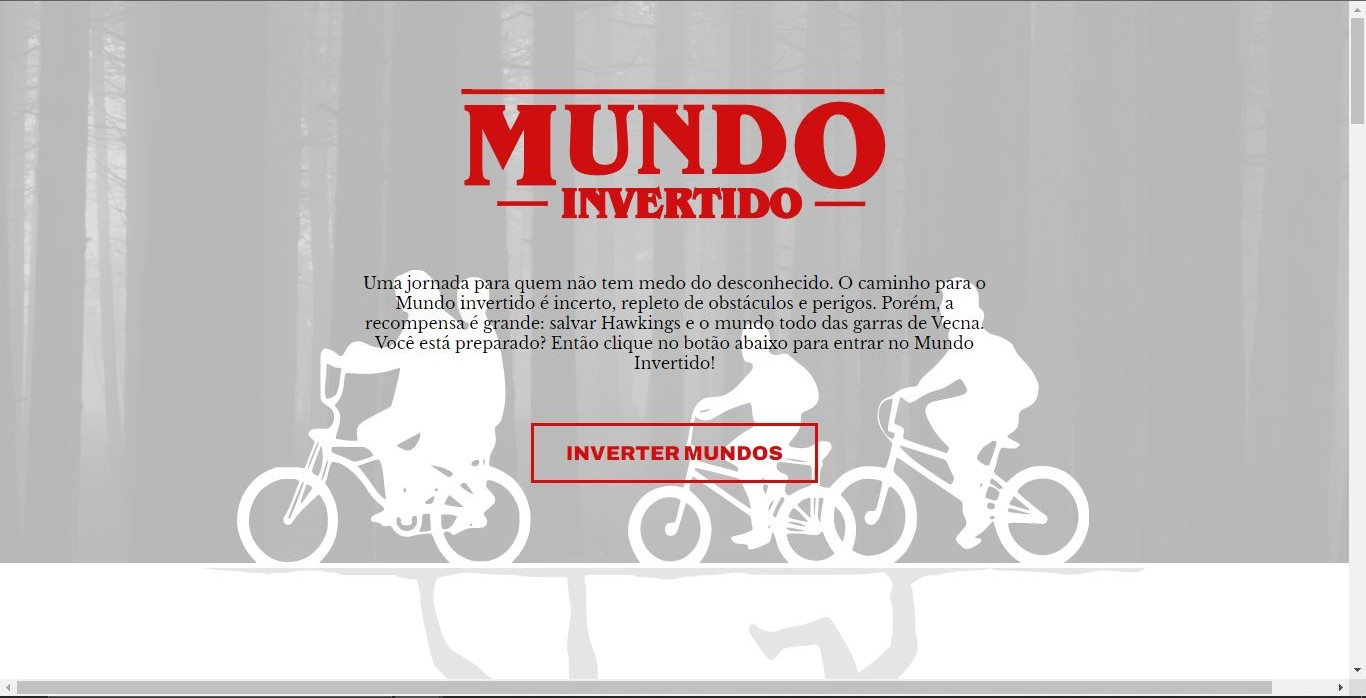 MUNDO
INVERTIDO
Uma jornada para quem não tem medo do desconhecido. O caminho para o
Mundo invertido é incerto, repleto de obstáculos e perigos. Porém, a
recompensa é grande: salvar Hawkings e o mundo todo das garras de Vecna.
Você está preparado? Então clique no botão abaixo para entrar no Mundo
Invertido!
INVERTER MUNDOS